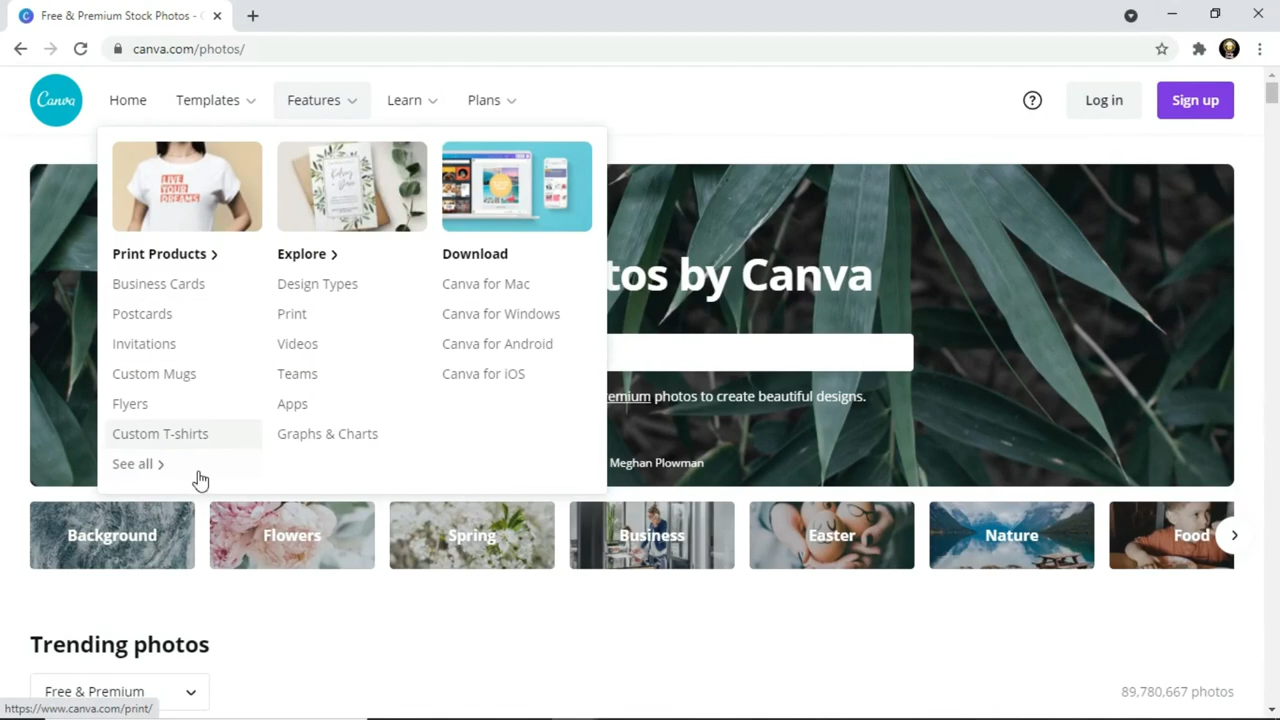 Free & Premium Stock Photos -
canva.com/photos/
Canva
Home
Templates
Features
Learn
Plans
Log in
Sign up
LIVE
YOUR
DREAMS
Print Products
Explore
Download
Business Cards
Design Types
Canva for Mac
Postcards
Print
Canva for Windows
Invitations
Videos
Canva for Android
Custom Mugs
Teams
Canva for iOS
Flyers
Apps
Custom T-shirts
Graphs & Charts
See all
tos by Canva
emium photos to create beautiful designs.
Meghan Plowman
Background
Flowers
Spring
Business
Easter
Nature
Food
Trending photos
Free & Premium
89,780,667 photos
https://www.canva.com/print/